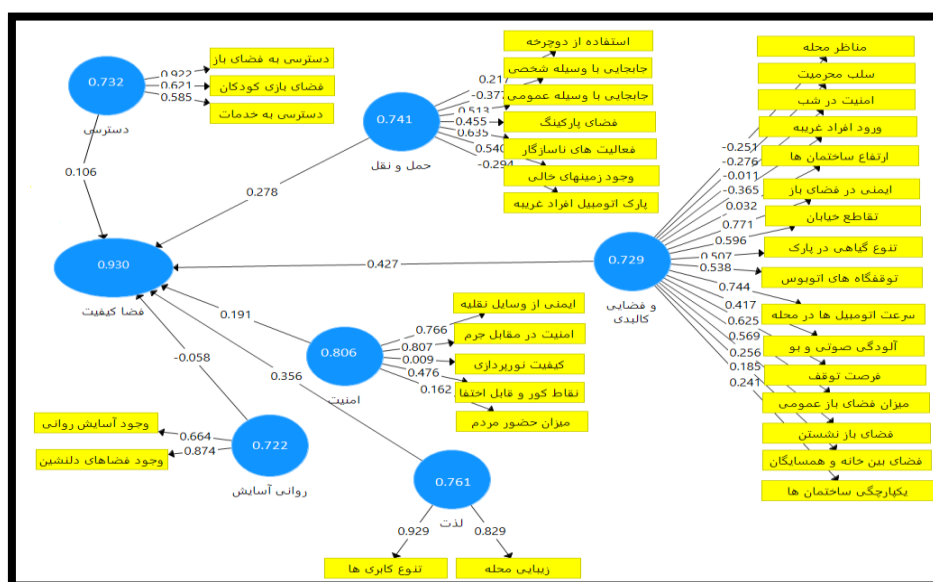 0.732
دسترسی
0.922
0.621
0.585
دسترسی به فضای باز
فضای بازی کودکان
دسترسی به خدمات
0.106
0.741
حمل و نقل
0.217
-0.377
0.513
0.455
0.635
0.540
-0.294
استفاده از دوچرخه
جابجایی با وسیله شخصی
جابجایی با وسیله عمومی
فضای پارکینگ
فعالیت های ناسازگار
وجود زمینهای خالی
پارک اتومبیل افراد غریبه
0.278
0.930
فضا کیفیت
0.427
0.729
و فضایی
کالبدی
-0.251
-0.276
-0.011
-0.365
0.032
0.771
0.596
0.507
0.538
0.744
0.417
0.625
0.569
0.256
0.185
0.241
مناظر محله
سلب محرمیت
امنیت در شب
ورود افراد غریبه
ارتفاع ساختمان ها
ایمنی در فضای باز
تقاطع خیابان
تنوع گیاهی در پارک
توقفگاه های اتوبوس
سرعت اتومبیل ها در محله
آلودگی صوتی و بو
فرصت توقف
میزان فضای باز عمومی
فضای باز نشستن
فضای بین خانه و همسایگان
یکپارچگی ساختمان ها
0.191
0.806
امنیت
0.766
0.807
0.009
0.476
0.162
ایمنی از وسایل نقلیه
امنیت در مقابل جرم
کیفیت نورپردازی
نقاط کور و قابل اختفا
میزان حضور مردم
-0.058
0.356
0.722
روانی آسایش
0.664
0.874
وجود آسایش روانی
وجود فضاهای دلنشین
0.761
لذت
0.929
0.829
تنوع کابری ها
زیبایی محله